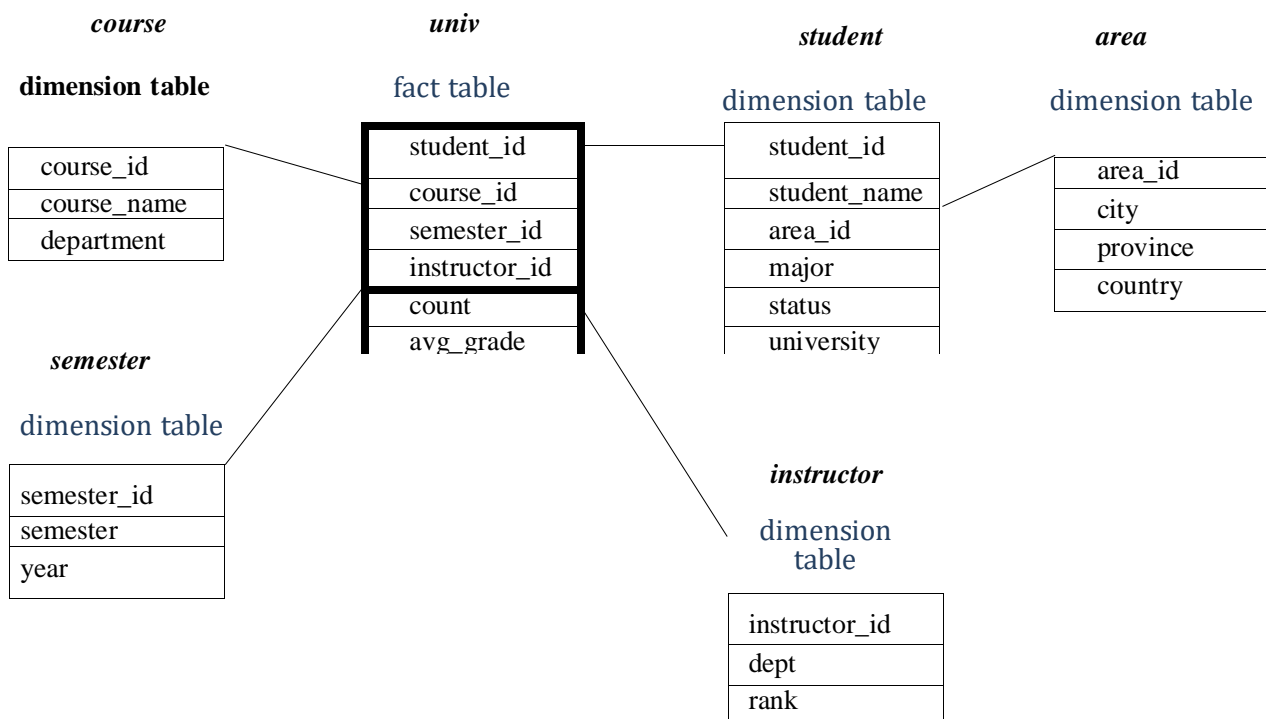 course
dimension table
course_id
course_name
department
univ
fact table
student_id
course_id
semester_id
instructor_id
count
avg_grade
student
dimension table
student_id
student_name
area_id
major
status
university
area
dimension table
area_id
city
province
country
semester
dimension table
semester_id
semester
year
instructor
dimension
table
instructor_id
dept
rank